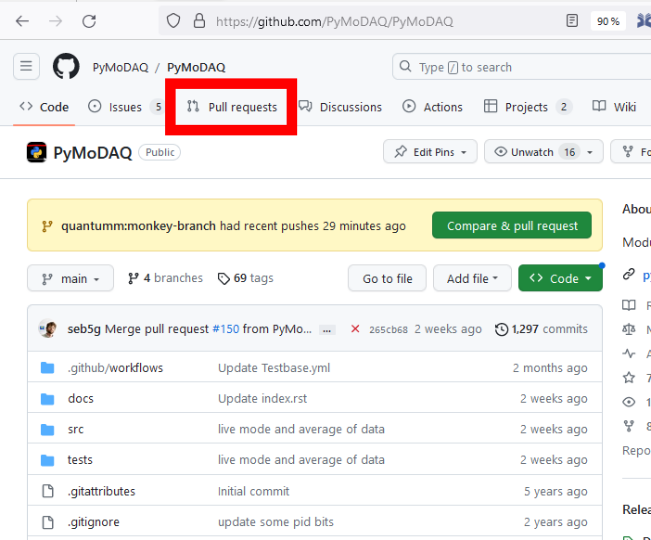 https://github.com/PyMoDAQ/PyMoDAQ 90 %
PyMoDAQ / PyMoDAQ Type / to search
Code Issues 5 Pull requests Discussions Actions Projects 2 Wiki
PyMoDAQ Public Edit Pins Unwatch 16 Fo
quantumm:monkey-branch had recent pushes 29 minutes ago Compare & pull request Abou
Modu
main 4 branches 69 tags Go to file Add file Code
seb5g Merge pull request #150 from PyMo... ... 265cb68 2 weeks ago 1,297 commits
.github/workflows Update Testbase.yml 2 months ago
docs Update index.rst 2 weeks ago
src live mode and average of data 2 weeks ago
tests live mode and average of data 2 weeks ago
Repo
.gitattributes Initial commit 5 years ago
Relea
.gitignore update some pid bits 2 years ago